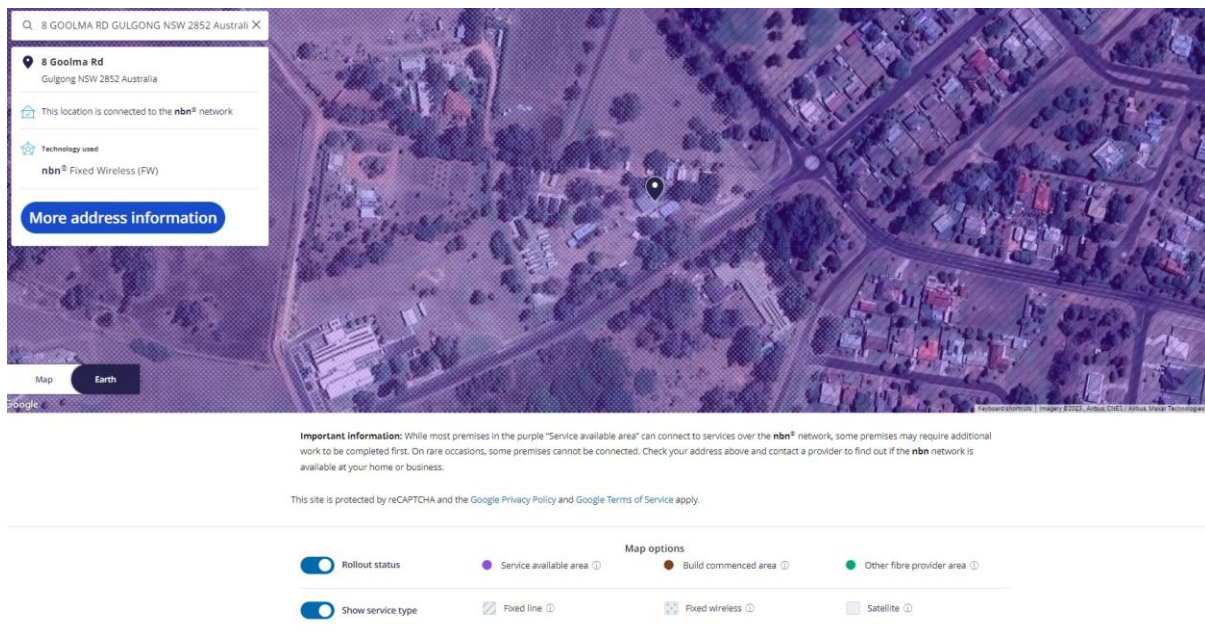 8 GOOLMA RD GULGONG NSW 2852 Australi
8 Goolma Rd
Gulgong NSW 2852 Australia
This location is connected to the nbn® network
Technology used
nbn® Fixed Wireless (FW)
More address information
Map
Earth
Google
Keyboard shortcuts | Imagery ©2023 , Airbus, CNES / Airbus, Maxar Technologies
Important information: While most premises in the purple "Service available area" can connect to services over the nbn® network, some premises may require additional
work to be completed first. On rare occasions, some premises cannot be connected. Check your address above and contact a provider to find out if the nbn network is
available at your home or business.
This site is protected by reCAPTCHA and the Google Privacy Policy and Google Terms of Service apply.
Map options
Rollout status
Service available area
Build commenced area
Other fibre provider area
Show service type
Fixed line
Fixed wireless
Satellite